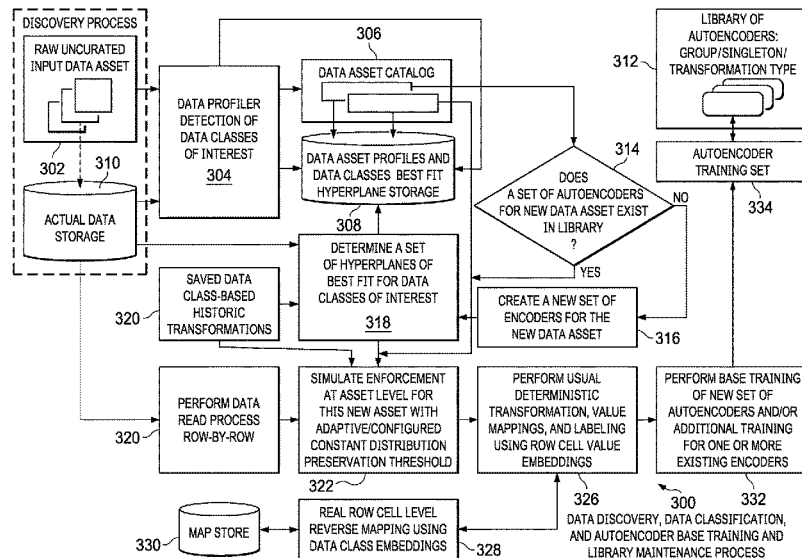 DISCOVERY PROCESS
RAW UNCURATED
INPUT DATA
ASSET
302
310
ACTUAL DATA
STORAGE
DATA PROFILER
DETECTION OF
DATA CLASSES
OF INTEREST
304
306
DATA ASSET CATALOG
DATA ASSET PROFILES AND
DATA CLASSES BEST FIT
HYPERPLANE STORAGE
308
312
LIBRARY OF
AUTOENCODERS:
GROUP/SINGLETON/
TRANSFORMATION TYPE
314
DOES
A SET OF AUTOENCODERS
FOR NEW DATA ASSET EXIST
IN LIBRARY
?
NO
YES
AUTOENCODER
TRAINING SET
334
320
SAVED DATA
CLASS-BASED
HISTORIC
TRANSFORMATIONS
DETERMINE A SET
OF HYPERPLANES OF
BEST FIT FOR DATA
CLASSES OF INTEREST
318
CREATE A NEW SET OF
ENCODERS FOR THE
NEW DATA ASSET
316
320
PERFORM DATA
READ PROCESS
ROW-BY-ROW
SIMULATE ENFORCEMENT
AT ASSET LEVEL FOR
THIS NEW ASSET WITH
ADAPTIVE/CONFIGURED
CONSTANT DISTRIBUTION
PRESERVATION THRESHOLD
322
PERFORM USUAL
DETERMINISTIC
TRANSFORMATION, VALUE
MAPPINGS, AND LABELING
USING ROW CELL VALUE
EMBEDDINGS
326
PERFORM BASE TRAINING
OF NEW SET OF
AUTOENCODERS AND/OR
ADDITIONAL TRAINING
FOR ONE OR MORE
EXISTING ENCODERS
332
330
MAP STORE
REAL ROW CELL LEVEL
REVERSE MAPPING USING
DATA CLASS EMBEDDINGS
328
300
DATA DISCOVERY, DATA CLASSIFICATION,
AND AUTOENCODER BASE TRAINING AND
LIBRARY MAINTENANCE PROCESS